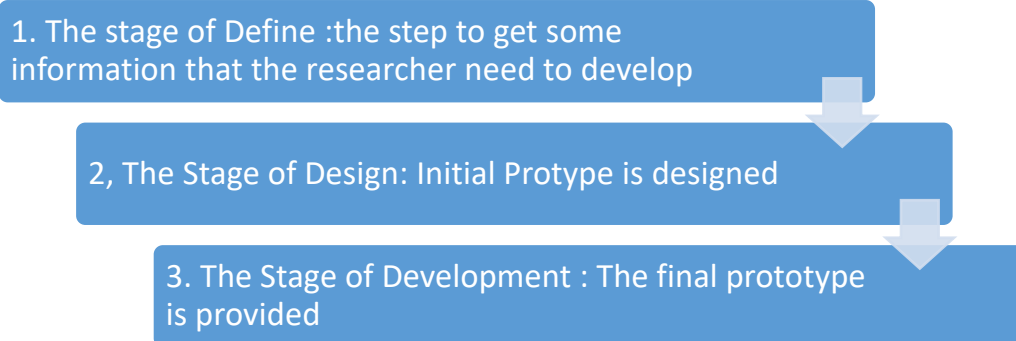 1. The stage of Define :the step to get some
information that the researcher need to develop
2, The Stage of Design: Initial Protype is designed
3. The Stage of Development : The final prototype
is provided